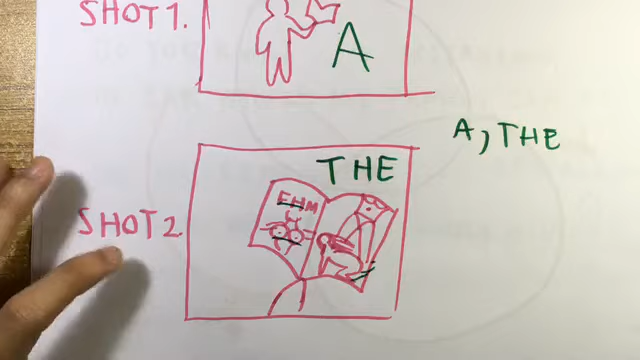 SHOT 1.
A
A, THE
THE
EHM
SHOT 2